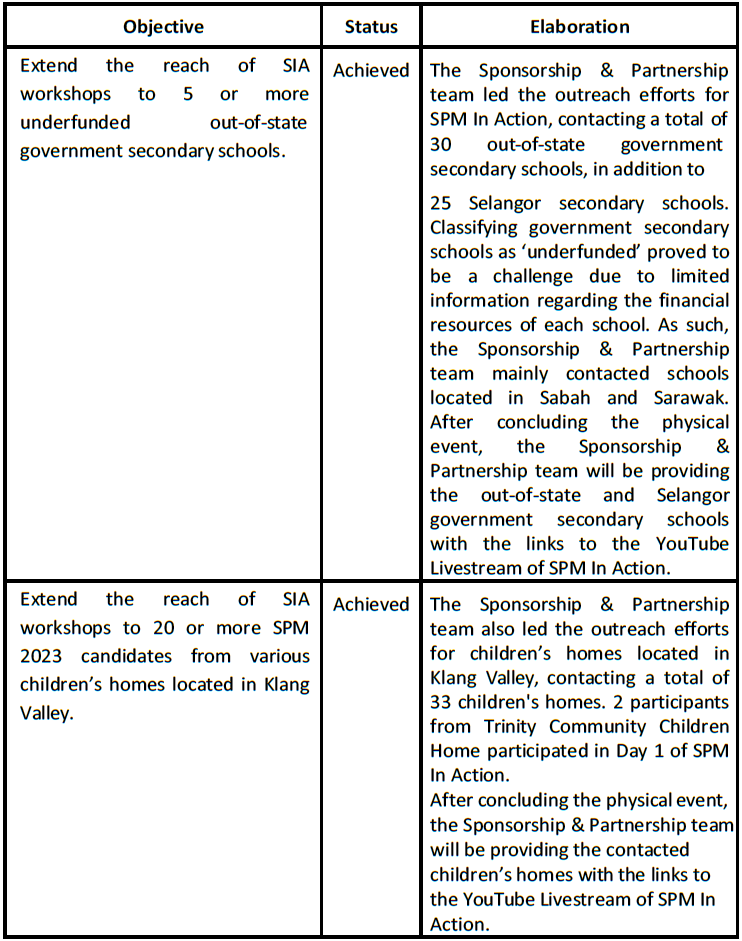 Objective
Status
Elaboration
Extend the reach of SIA
workshops to 5 or more
underfunded out-of-state
government secondary schools.
Achieved
The Sponsorship & Partnership
team led the outreach efforts for
SPM In Action, contacting a total of
30 out-of-state government
secondary schools, in addition to
25 Selangor secondary schools.
Classifying government secondary
schools as ‘underfunded’ proved to
be a challenge due to limited
information regarding the financial
resources of each school. As such,
the Sponsorship & Partnership
team mainly contacted schools
located in Sabah and Sarawak.
After concluding the physical
event, the Sponsorship &
Partnership team will be providing
the out-of-state and Selangor
government secondary schools
with the links to the YouTube
Livestream of SPM In Action.
Extend the reach of SIA
workshops to 20 or more SPM
2023 candidates from various
children’s homes located in Klang
Valley.
Achieved
The Sponsorship & Partnership
team also led the outreach efforts
for children’s homes located in
Klang Valley, contacting a total of
33 children's homes. 2 participants
from Trinity Community Children
Home participated in Day 1 of SPM
In Action.
After concluding the physical event,
the Sponsorship & Partnership team
will be providing the contacted
children’s homes with the links to
the YouTube Livestream of SPM In
Action.